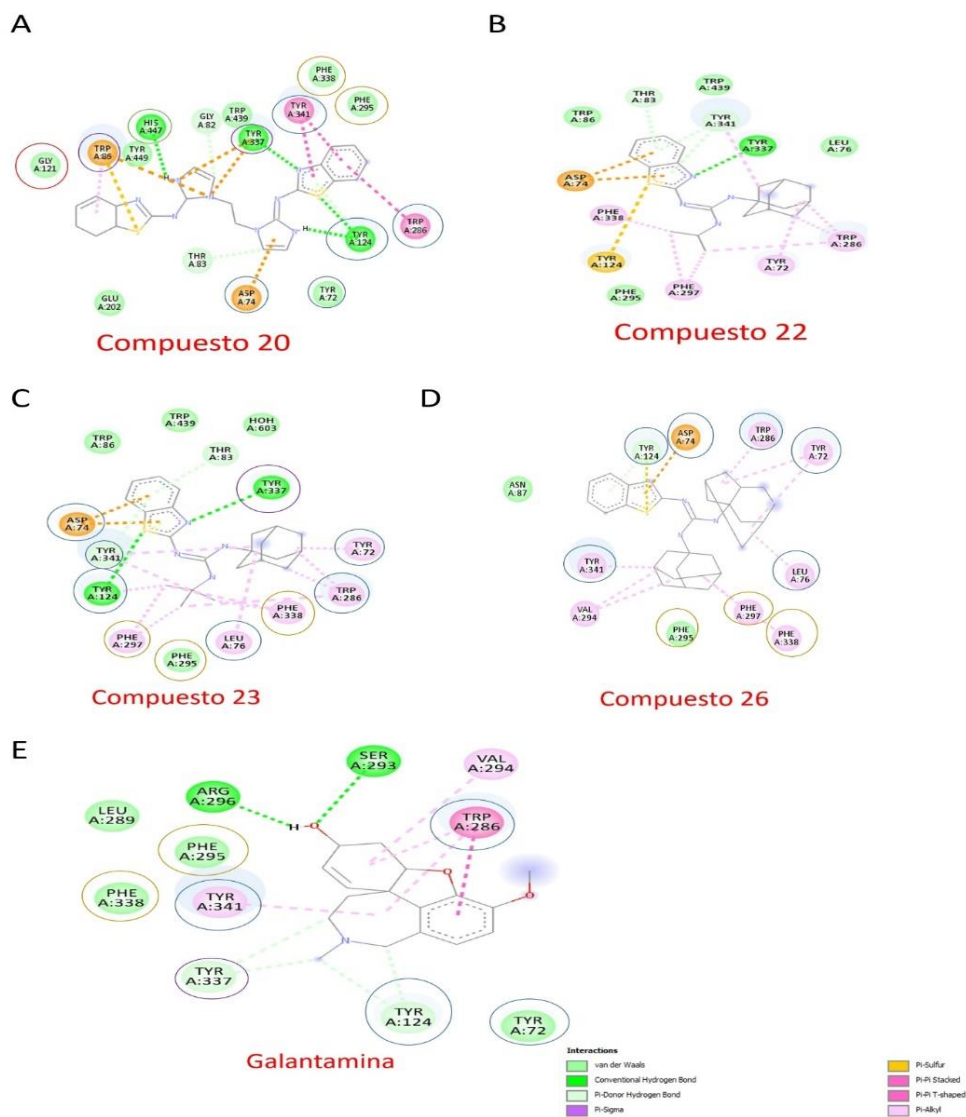 A
PHE
A:338
TYR
A:341
PHE
A:295
HIS
A:447
GLY
A:82
TRP
A:439
TYR
A:337
TRP
A:86
TYR
A:449
GLY
A:121
H
N
N
N
N
N
N
N
S
S
H
TRP
A:286
TYR
A:124
THR
A:83
ASP
A:74
TYR
A:72
GLU
A:202
Compuesto 20
B
TRP
A:439
THR
A:83
TRP
A:86
TYR
A:341
TYR
A:337
LEU
A:76
ASP
A:74
PHE
A:338
TRP
A:286
TYR
A:124
TYR
A:72
PHE
A:297
PHE
A:295
Compuesto 22
C
TRP
A:439
HOH
A:603
TRP
A:86
THR
A:83
TYR
A:337
ASP
A:74
TYR
A:341
TYR
A:72
TYR
A:124
TRP
A:286
PHE
A:338
PHE
A:297
LEU
A:76
PHE
A:295
Compuesto 23
D
ASP
A:74
TYR
A:124
TRP
A:286
TYR
A:72
ASN
A:87
TYR
A:341
LEU
A:76
VAL
A:294
PHE
A:297
PHE
A:295
PHE
A:338
Compuesto 26
E
SER
A:293
VAL
A:294
ARG
A:296
LEU
A:289
H O
TRP
A:286
PHE
A:295
O
O
PHE
A:338
TYR
A:341
N
TYR
A:337
TYR
A:124
TYR
A:72
Galantamina
Interactions
van der Waals
Conventional Hydrogen Bond
Pi-Donor Hydrogen Bond
Pi-Sigma
Pi-Sulfur
Pi-Pi Stacked
Pi-Pi T-shaped
Pi-Alkyl